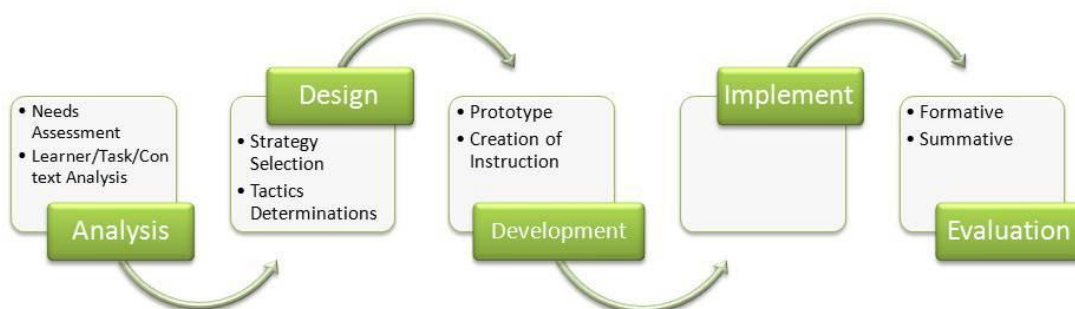 • Needs
Assessment
• Learner/Task/Con
text Analysis
Analysis
Design
• Strategy
Selection
• Tactics
Determinations
• Prototype
• Creation of
Instruction
Development
Implement
• Formative
• Summative
Evaluation